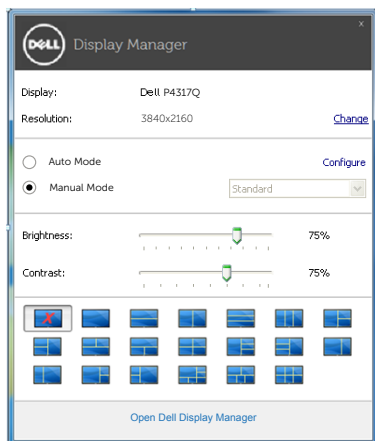 DELL Display Manager
x
Display: Dell P4317Q
Resolution: 3840x2160 Change
Auto Mode Configure
Manual Mode Standard
Brightness: 75%
Contrast: 75%
Open Dell Display Manager